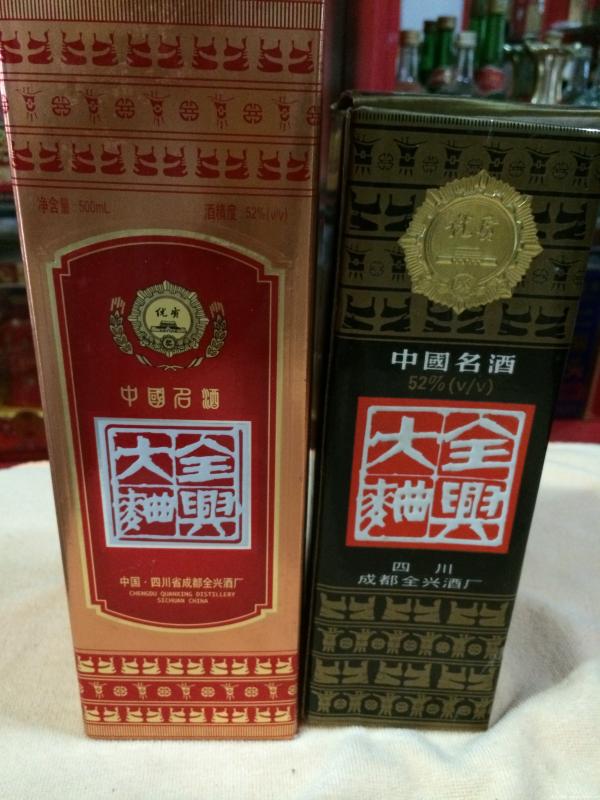 净含量：500mL
酒精度：52%(v/v)
优质
中國名酒
全興
大麯
中国·四川省成都全兴酒厂
CHENGDU QUANXING DISTILLERY
SICHUAN CHINA
优质
中國名酒
52% (v/v)
全興
大麯
四川
成都全兴酒厂